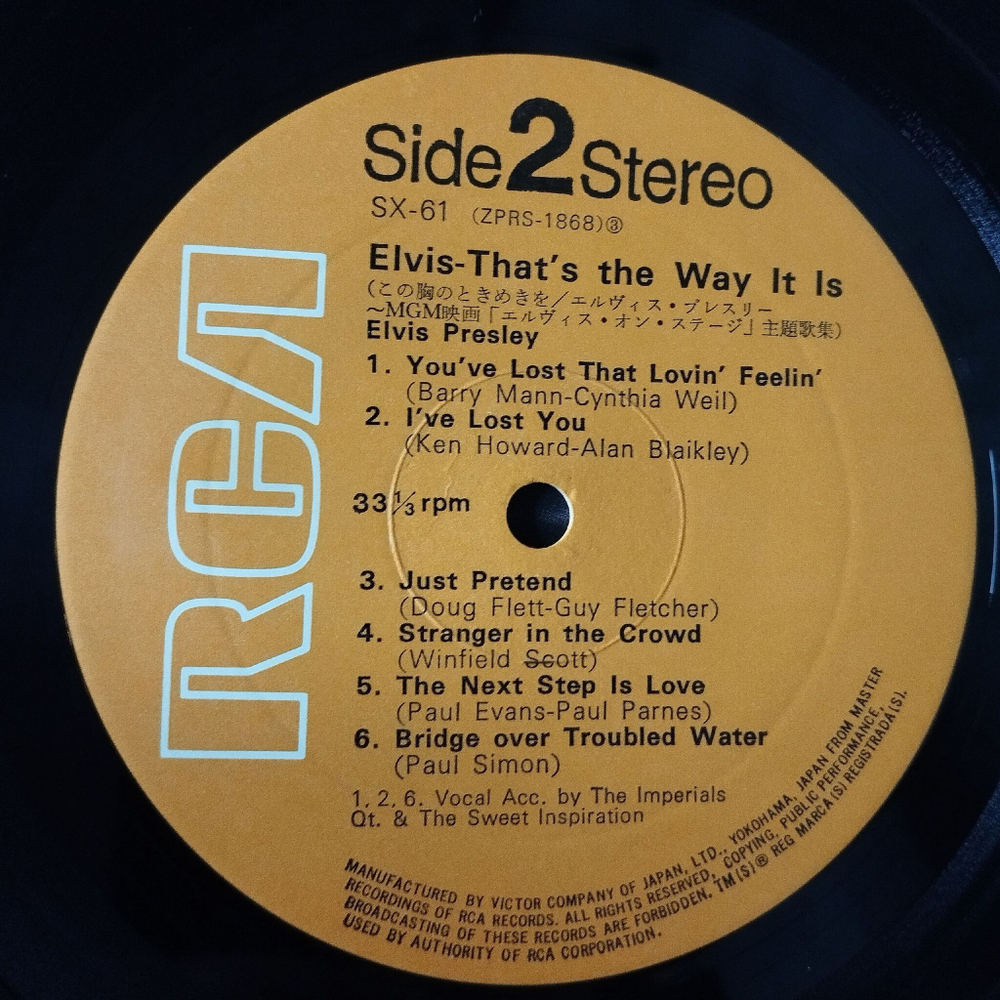 Side 2 Stereo
SX-61 (ZPRS-1868)③
Elvis-That's the Way It Is
(この胸のときめきを/エルヴィス・プレスリー
〜MGM映画「エルヴィス・オン・ステージ」主題歌集)
Elvis Presley
1. You've Lost That Lovin' Feelin'
(Barry Mann-Cynthia Weil)
2. I've Lost You
(Ken Howard-Alan Blaikley)
33 1/3 rpm
3. Just Pretend
(Doug Flett-Guy Fletcher)
4. Stranger in the Crowd
(Winfield Scott)
5. The Next Step Is Love
(Paul Evans-Paul Parnes)
6. Bridge over Troubled Water
(Paul Simon)
1, 2, 6. Vocal Acc. by The Imperials
Qt. & The Sweet Inspiration
RCA
MANUFACTURED BY VICTOR COMPANY OF JAPAN, LTD., YOKOHAMA, JAPAN FROM MASTER
RECORDINGS OF RCA RECORDS. ALL RIGHTS RESERVED, COPYING, PUBLIC PERFORMANCE,
BROADCASTING OF THESE RECORDS ARE FORBIDDEN. TM(S)® REG MARCA(S) REGISTRADA(S).
USED BY AUTHORITY OF RCA CORPORATION.